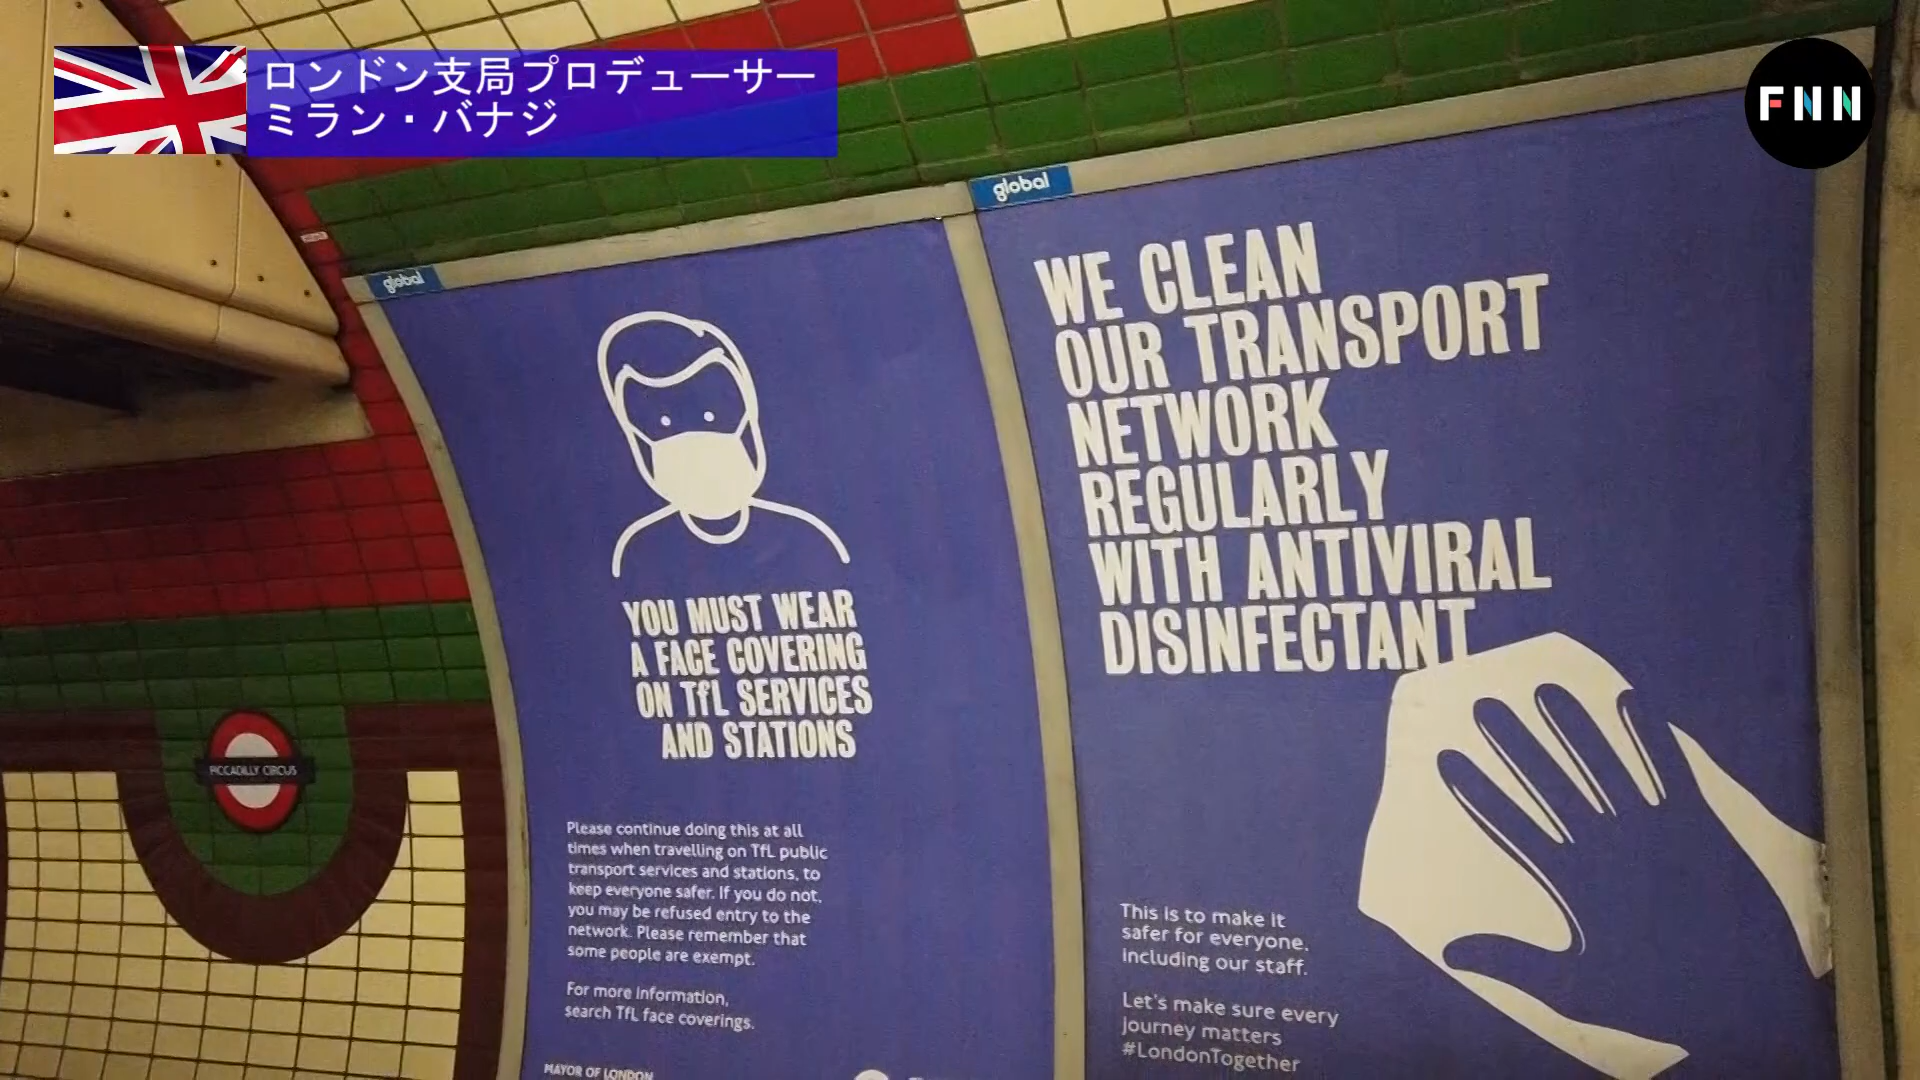 ロンドン支局プロデューサー
ミラン・バナジ
FNN
global
global
YOU MUST WEAR
A FACE COVERING
ON TfL SERVICES
AND STATIONS
Please continue doing this at all
times when travelling on TfL public
transport services and stations, to
keep everyone safer. If you do not,
you may be refused entry to the
network. Please remember that
some people are exempt.
For more information,
search TfL face coverings.
MAYOR OF LONDON
WE CLEAN
OUR TRANSPORT
NETWORK
REGULARLY
WITH ANTIVIRAL
DISINFECTANT
This is to make it
safer for everyone,
including our staff.
Let's make sure every
journey matters
#LondonTogether
PICCADILLY CIRCUS